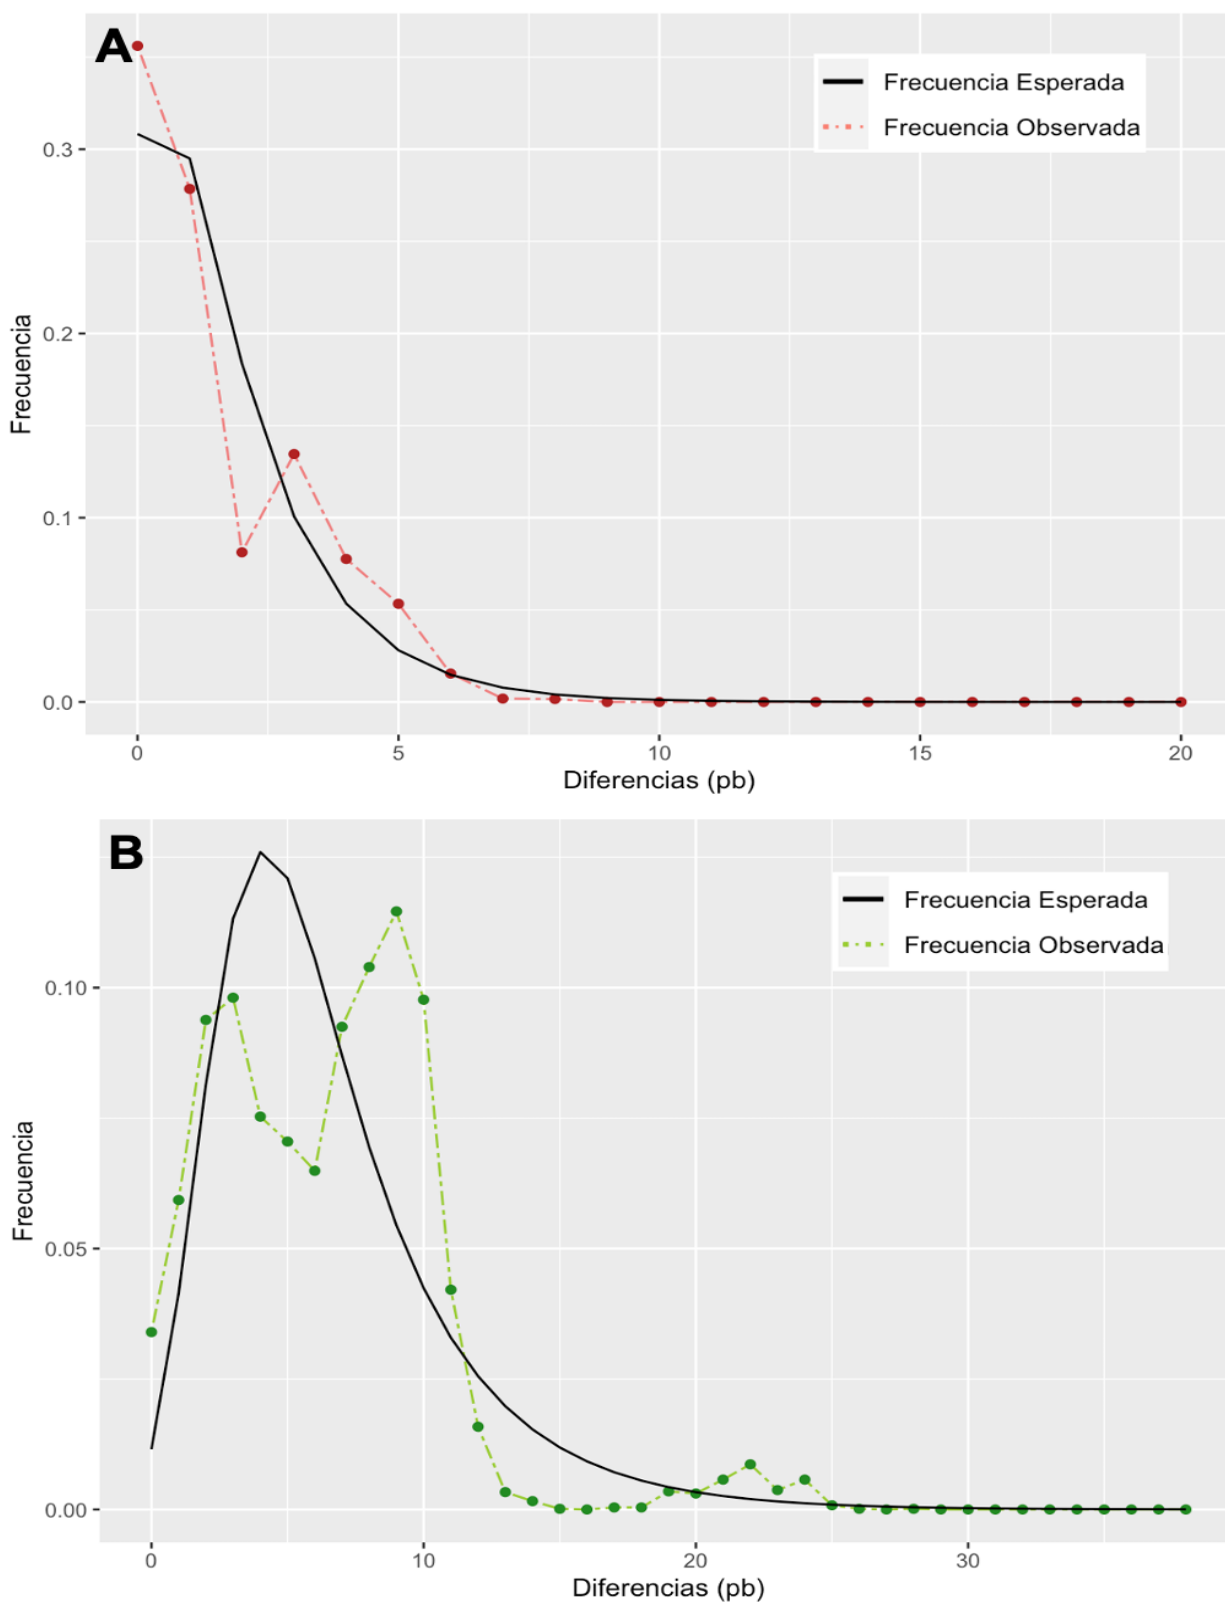 A
Frecuencia Esperada
Frecuencia Observada
Frecuencia
0.3
0.2
0.1
0.0
0 5 10 15 20
Diferencias (pb)
B
Frecuencia Esperada
Frecuencia Observada
Frecuencia
0.10
0.05
0.00
0 10 20 30
Diferencias (pb)